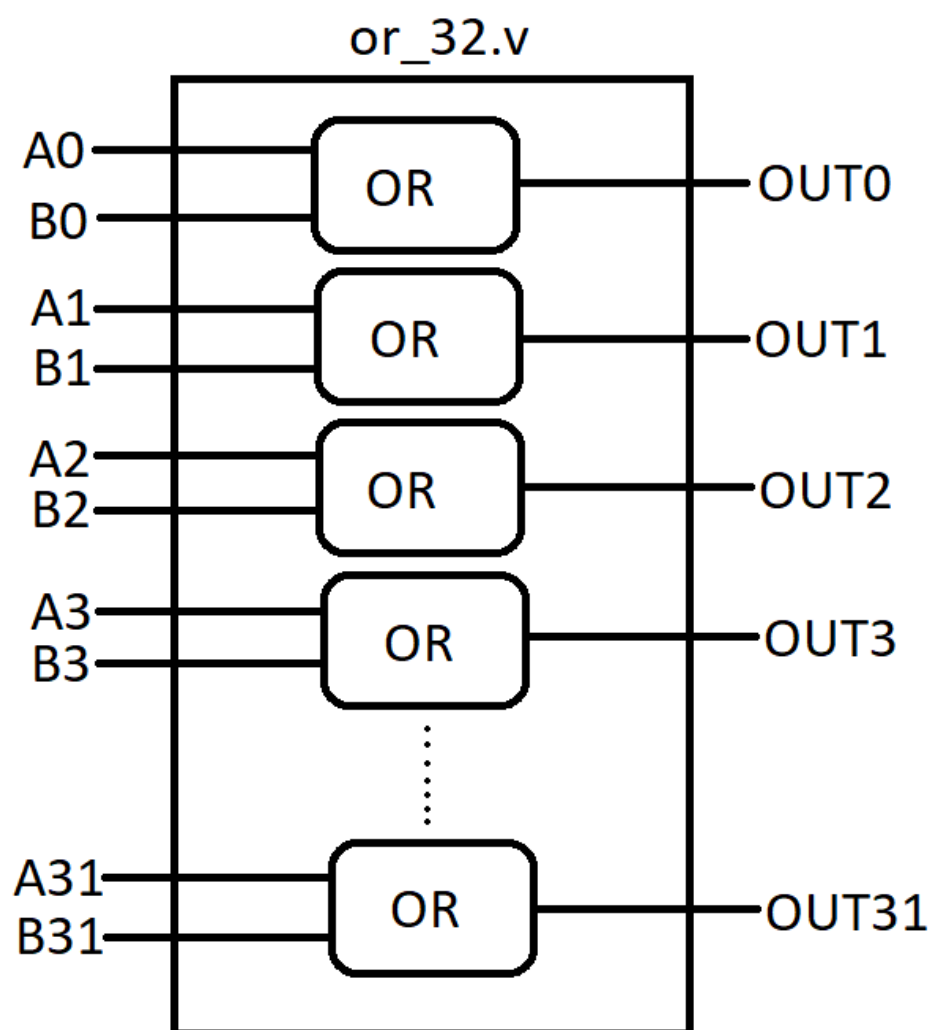 or_32.v
A0
OR
OUT0
B0
A1
OR
OUT1
B1
A2
OR
OUT2
B2
A3
OR
OUT3
B3
A31
OR
OUT31
B31